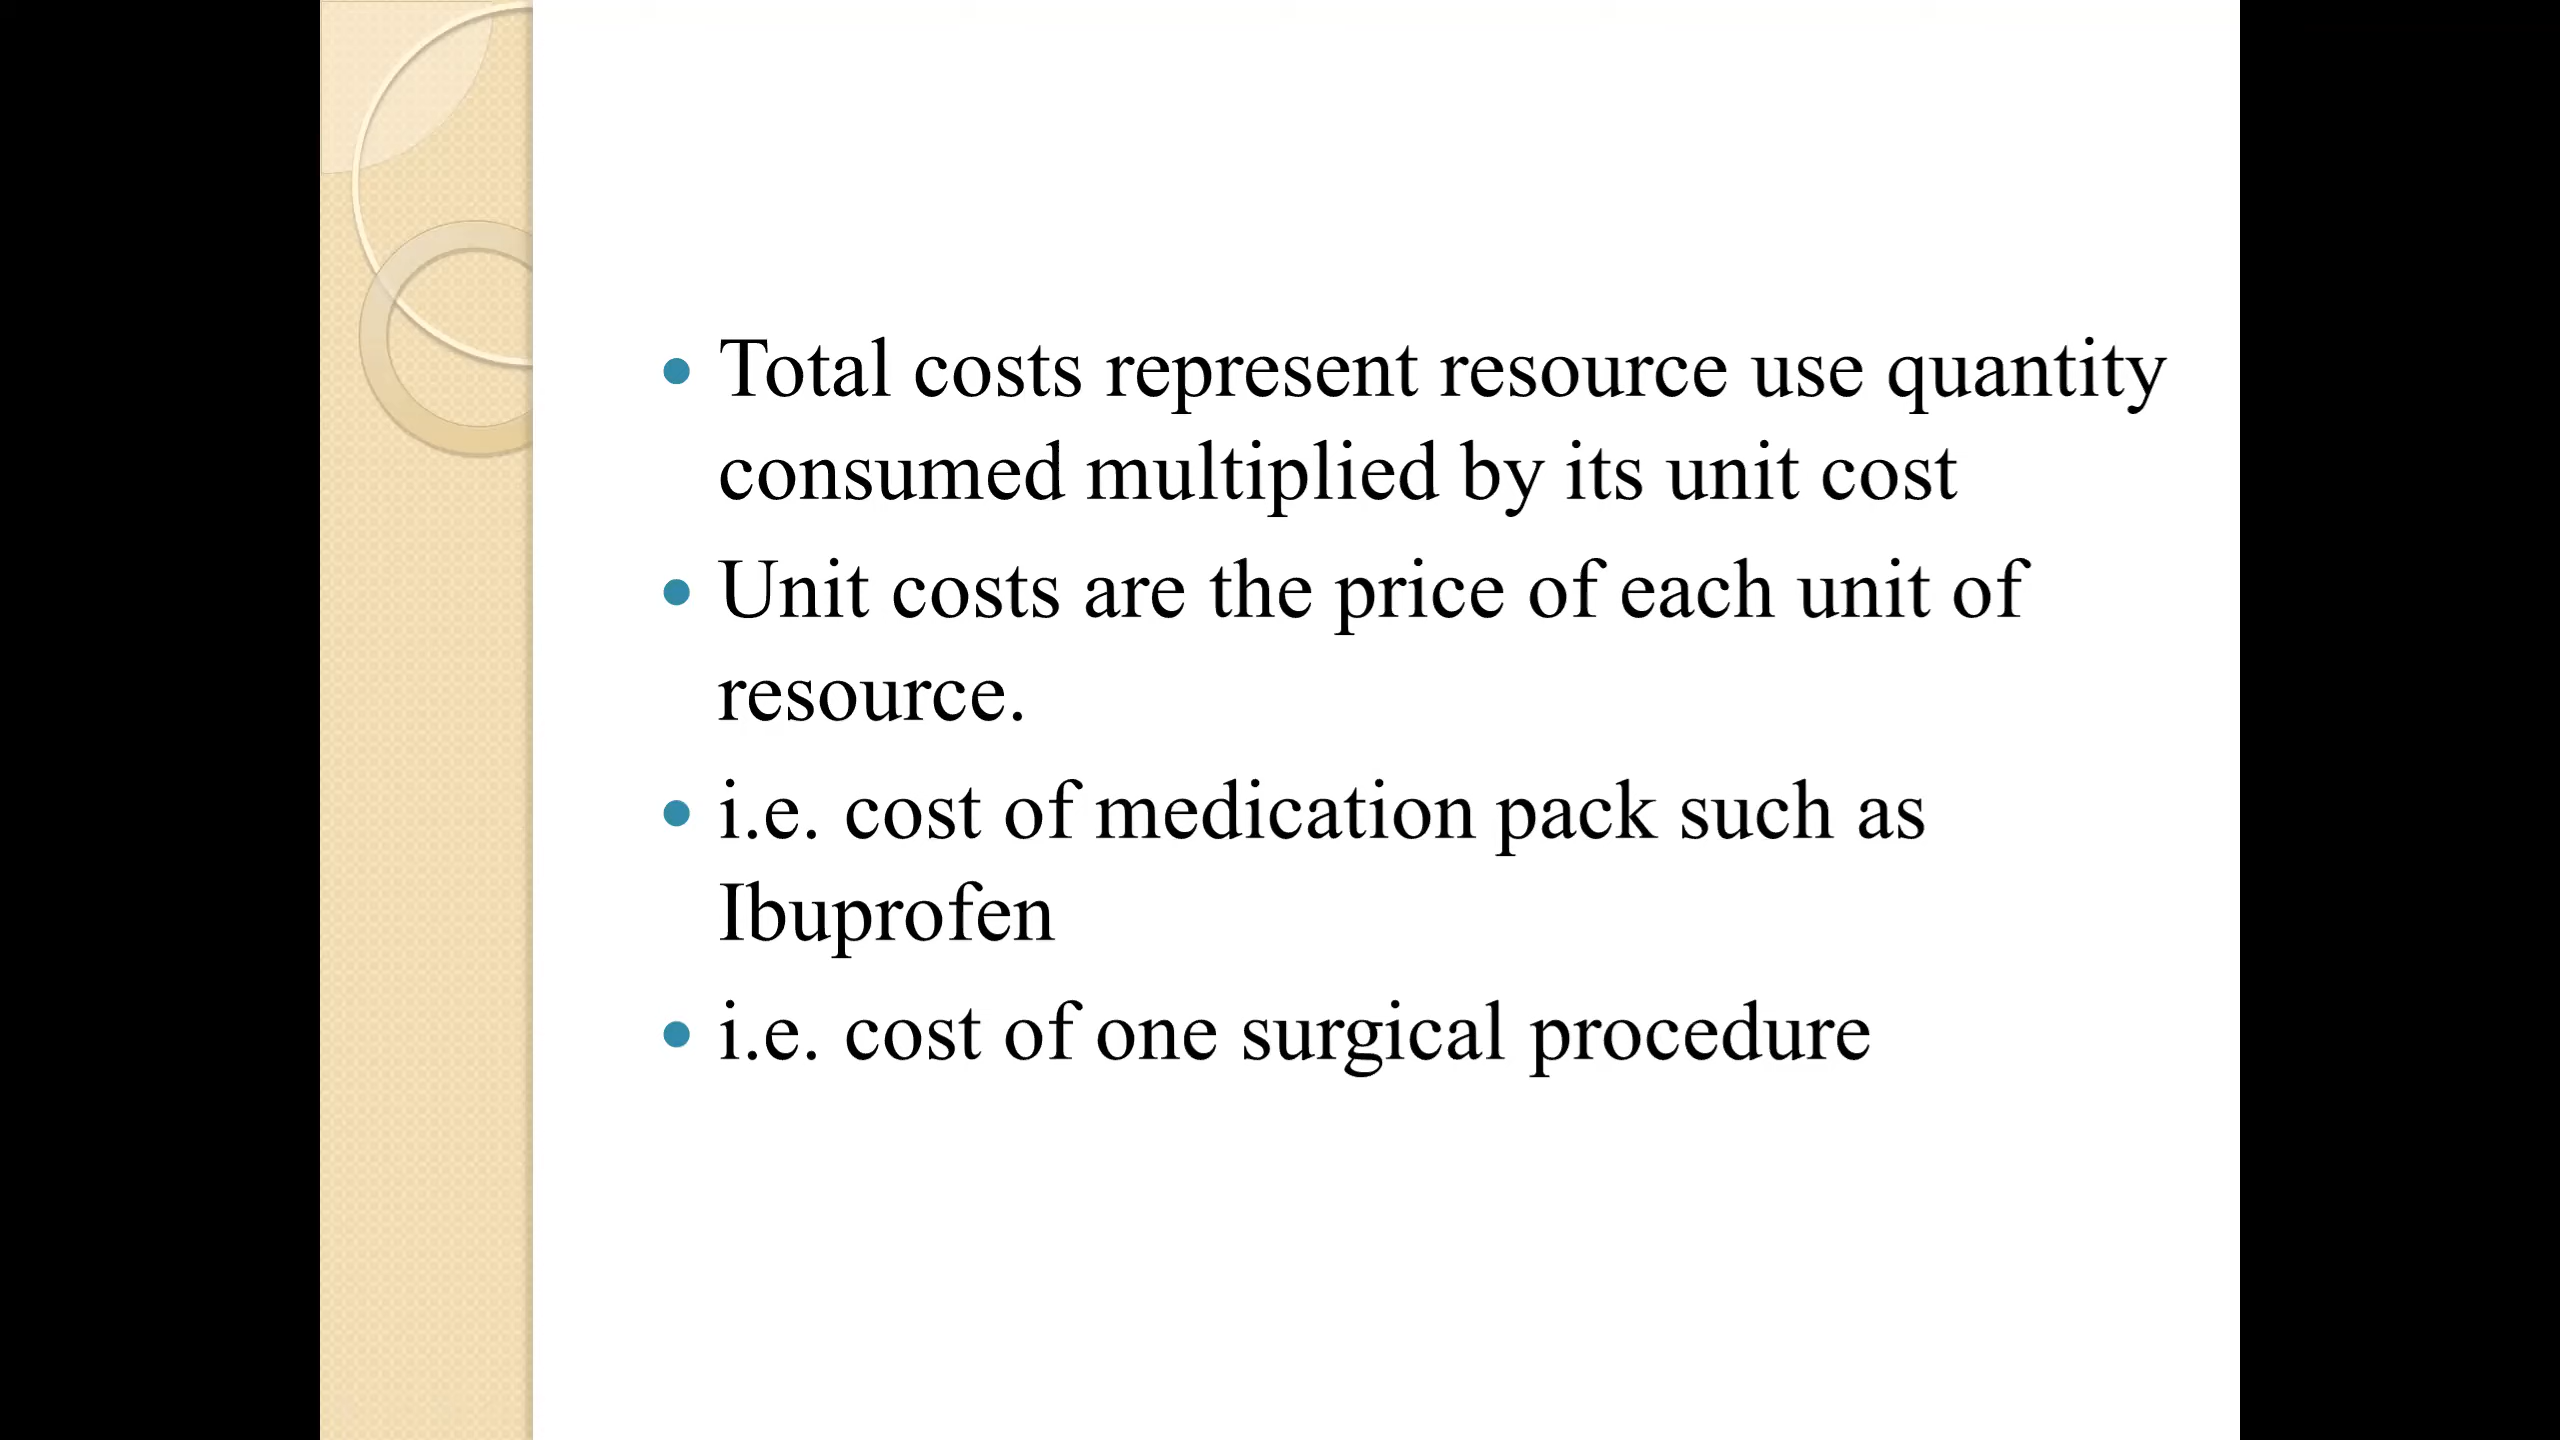 • Total costs represent resource use quantity
consumed multiplied by its unit cost
• Unit costs are the price of each unit of
resource.
• i.e. cost of medication pack such as
Ibuprofen
• i.e. cost of one surgical procedure